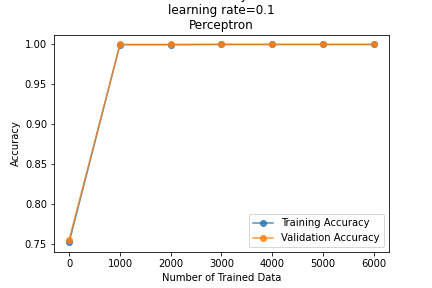 learning rate=0.1
Perceptron
1.00
0.95
0.90
0.85
0.80
0.75
Accuracy
Training Accuracy
Validation Accuracy
0 1000 2000 3000 4000 5000 6000
Number of Trained Data